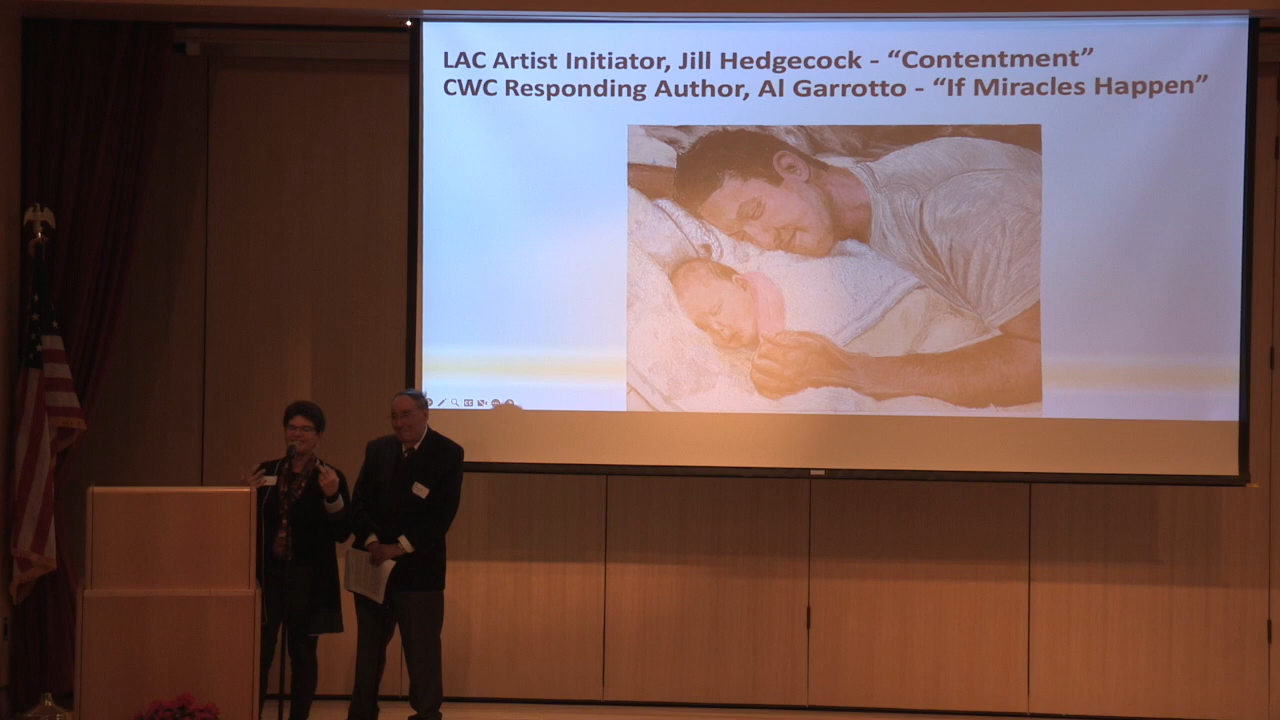 LAC Artist Initiator, Jill Hedgecock - “Contentment”
CWC Responding Author, Al Garrotto - “If Miracles Happen”